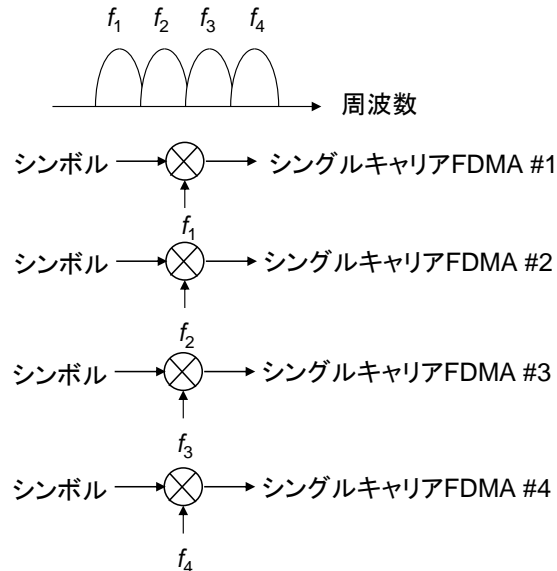 f1 f2 f3 f4
周波数
シンボル シングルキャリアFDMA #1
f1
シンボル シングルキャリアFDMA #2
f2
シンボル シングルキャリアFDMA #3
f3
シンボル シングルキャリアFDMA #4
f4